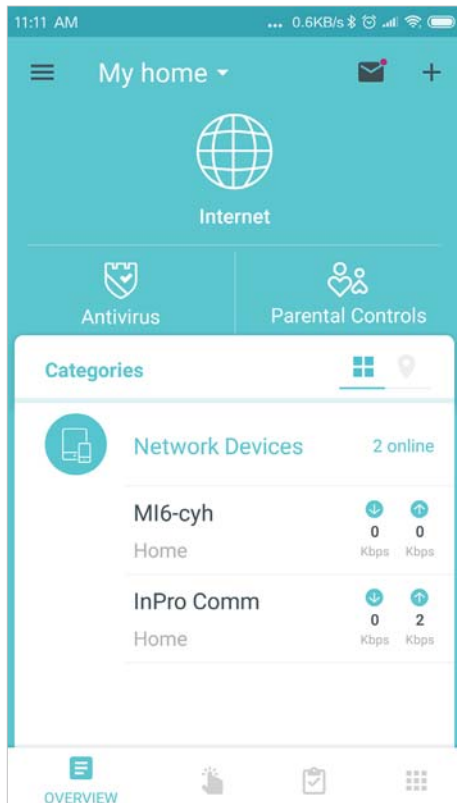 11:11 AM ... 0.6KB/s
My home
Internet
Antivirus
Parental Controls
Categories
Network Devices 2 online
MI6-cyh
Home
0 0
Kbps Kbps
InPro Comm
Home
0 2
Kbps Kbps
OVERVIEW